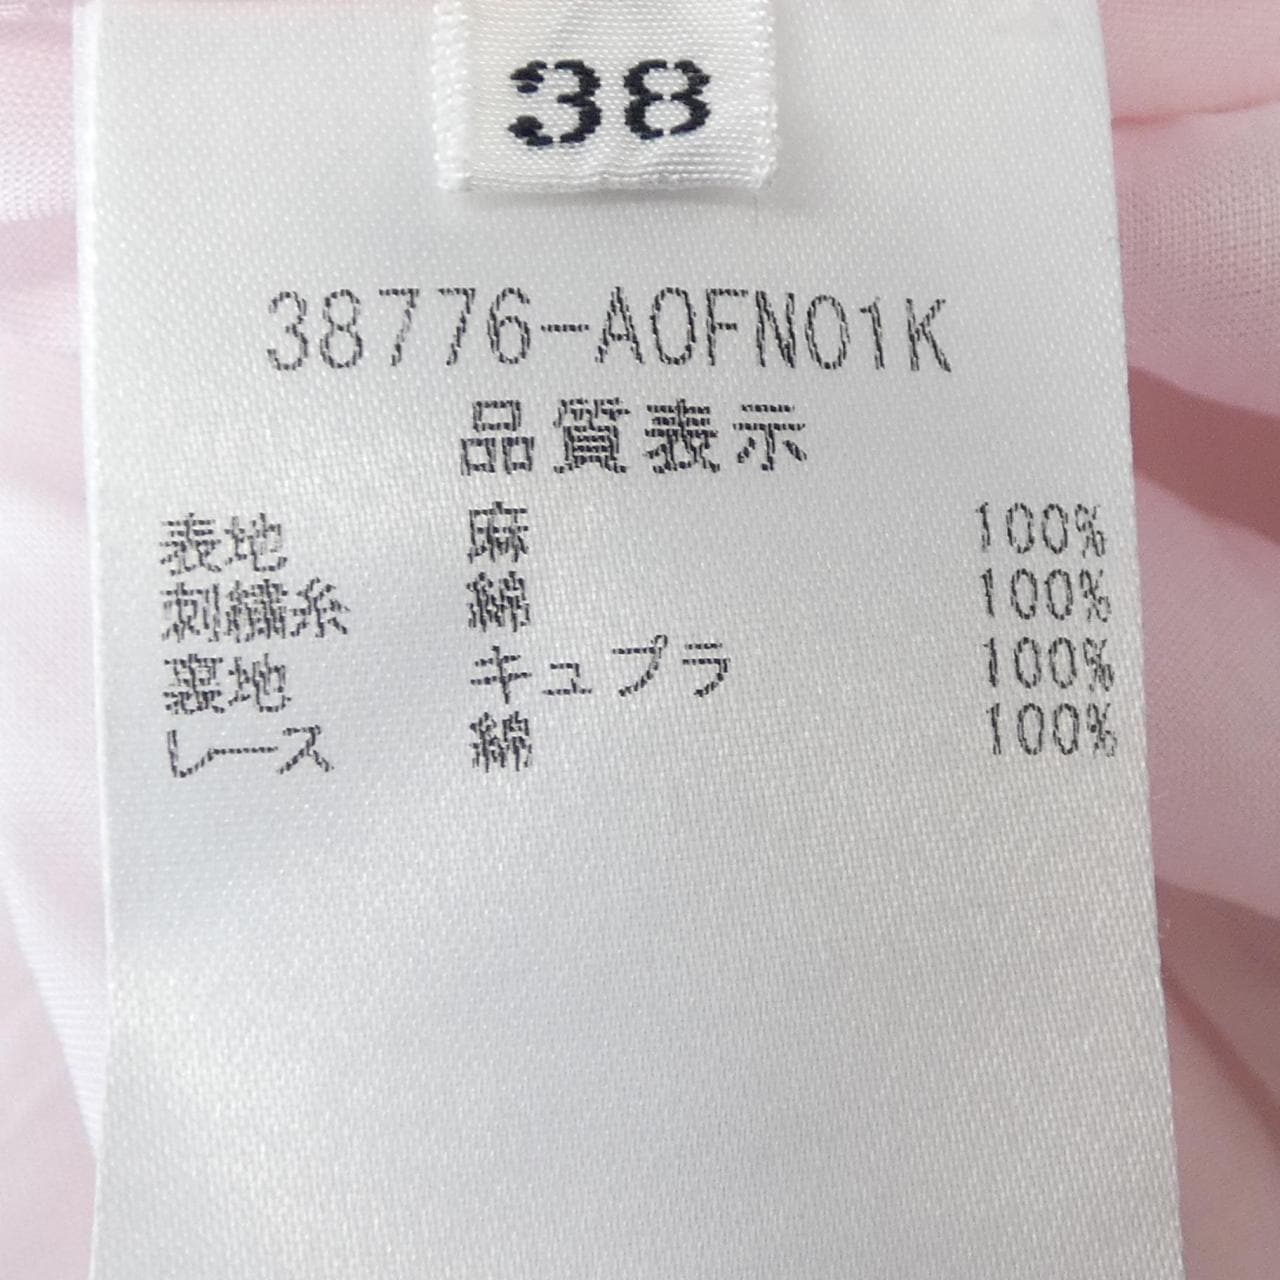 38
38776-A0FN01K
品質表示
表地 麻 100%
刺繍糸 綿 100%
裏地 キュプラ 100%
レース 綿 100%